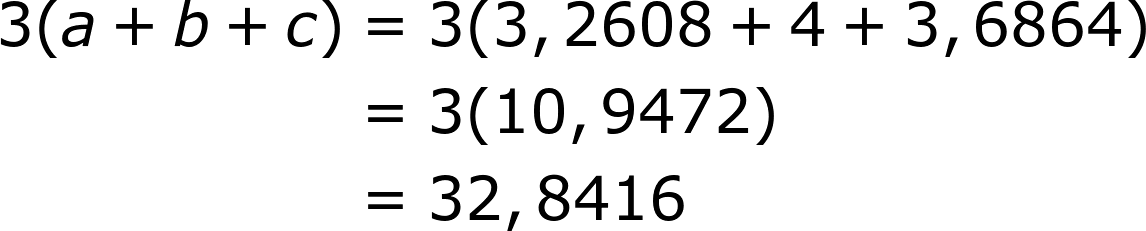 3(a + b + c) = 3(3,2608 + 4 + 3,6864)
= 3(10,9472)
= 32,8416